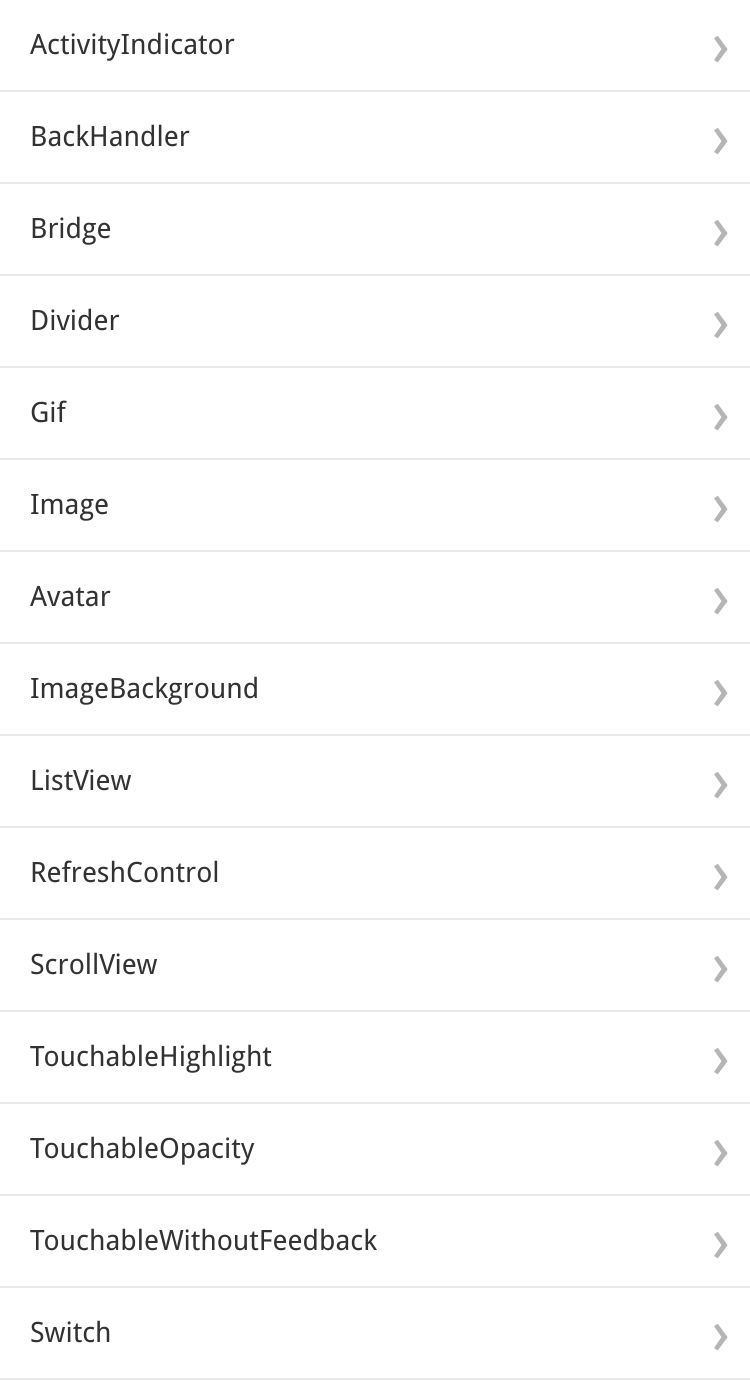 ActivityIndicator
BackHandler
Bridge
Divider
Gif
Image
Avatar
ImageBackground
ListView
RefreshControl
ScrollView
TouchableHighlight
TouchableOpacity
TouchableWithoutFeedback
Switch